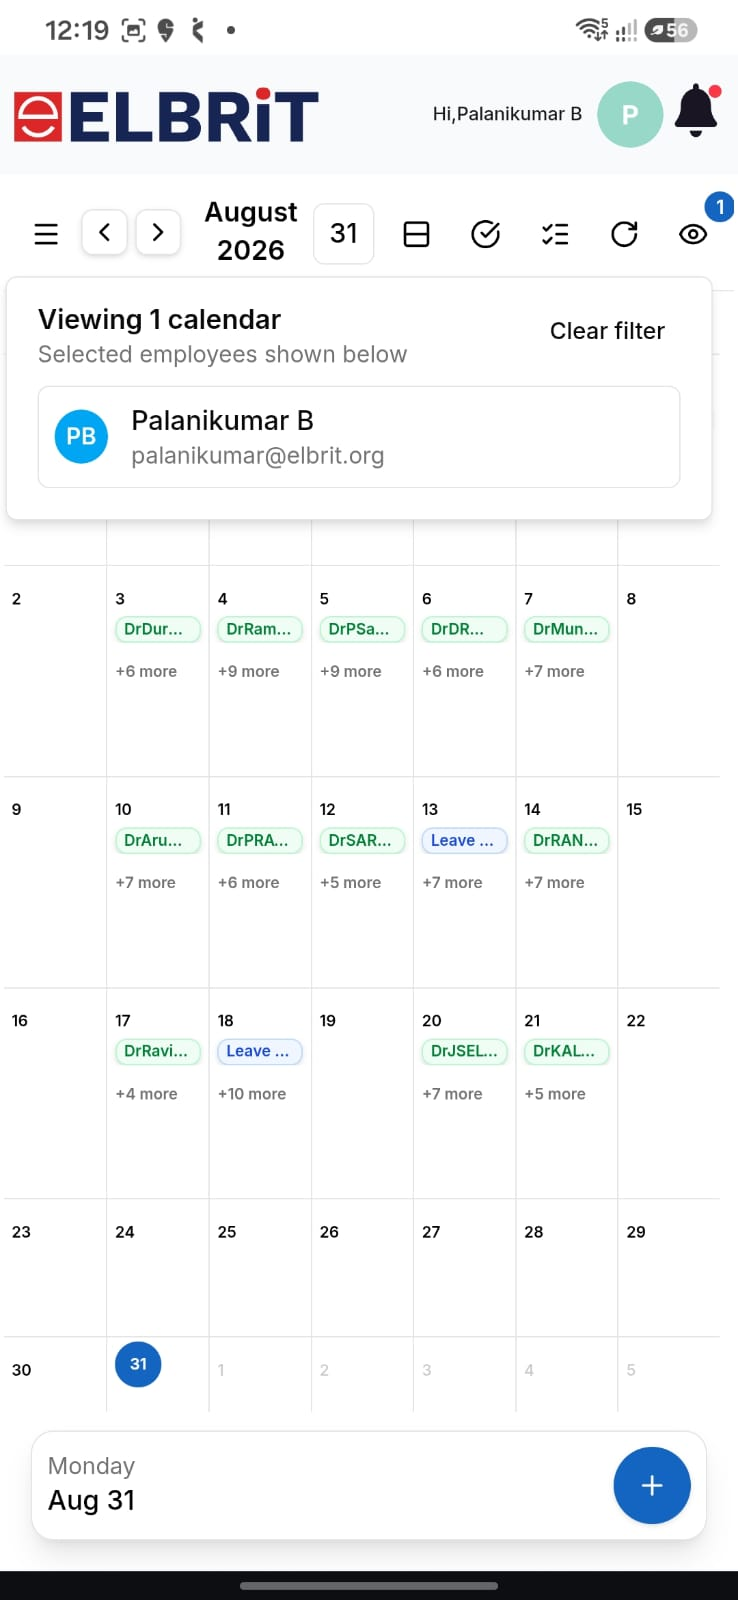 12:19
5
56
ELBRiT
Hi,Palanikumar B
P
August
2026
31
1
Viewing 1 calendar
Selected employees shown below
Clear filter
PB
Palanikumar B
palanikumar@elbrit.org
2 3 4 5 6 7 8
DrDur... DrRam... DrPSa... DrDR... DrMun...
+6 more +9 more +9 more +6 more +7 more
9 10 11 12 13 14 15
DrAru... DrPRA... DrSAR... Leave ... DrRAN...
+7 more +6 more +5 more +7 more +7 more
16 17 18 19 20 21 22
DrRavi... Leave ... DrJSEL... DrKAL...
+4 more +10 more +7 more +5 more
23 24 25 26 27 28 29
30 31 1 2 3 4 5
Monday
Aug 31